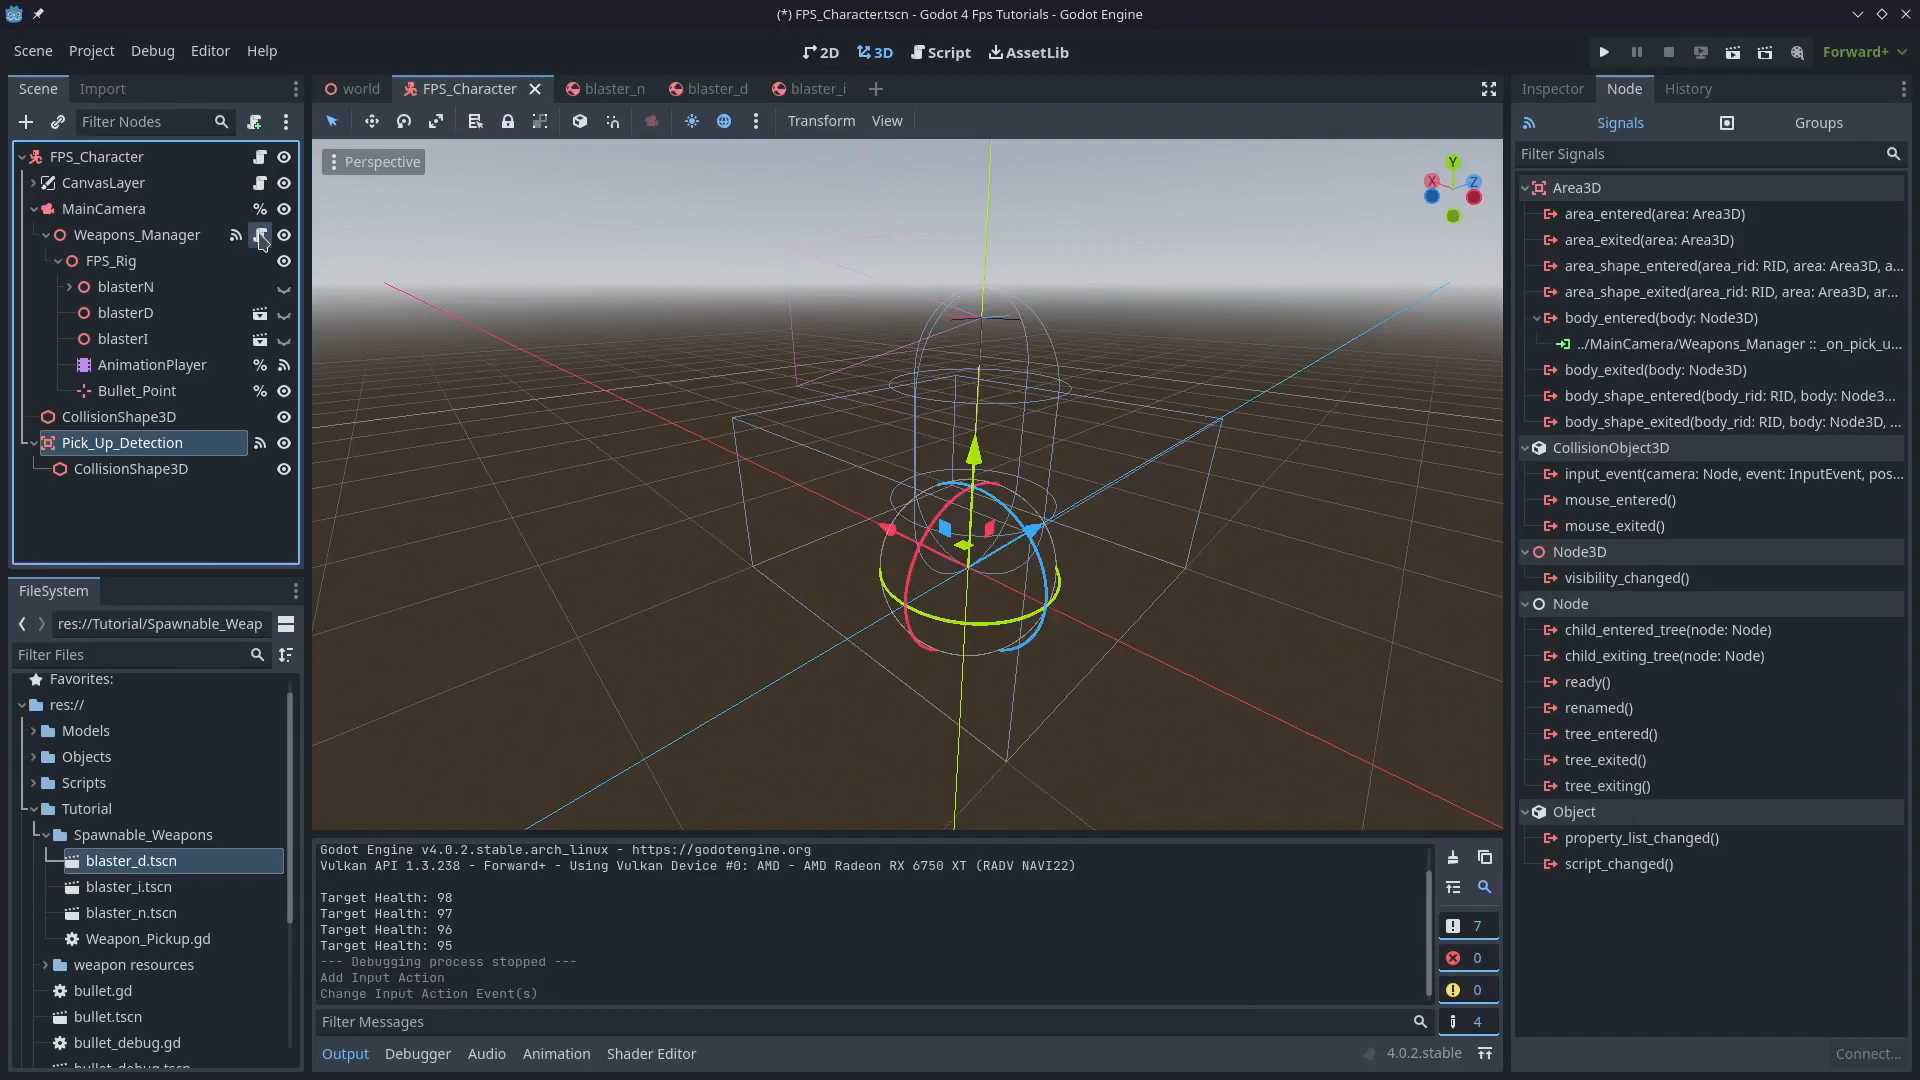 (*) FPS_Character.tscn - Godot 4 Fps Tutorials - Godot Engine
Scene Project Debug Editor Help
2D 3D Script AssetLib
Forward+
Scene Import
Filter Nodes
FPS_Character
CanvasLayer
MainCamera
%
Weapons_Manager
FPS_Rig
blasterN
blasterD
blasterI
AnimationPlayer
%
Bullet_Point
%
CollisionShape3D
Pick_Up_Detection
CollisionShape3D
FileSystem
res://Tutorial/Spawnable_Weap
Filter Files
Favorites:
res://
Models
Objects
Scripts
Tutorial
Spawnable_Weapons
blaster_d.tscn
blaster_i.tscn
blaster_n.tscn
Weapon_Pickup.gd
weapon resources
bullet.gd
bullet.tscn
bullet_debug.gd
bullet_debug.tscn
world FPS_Character blaster_n blaster_d blaster_i
Transform View
Perspective
Y
X
Z
Godot Engine v4.0.2.stable.arch_linux - https://godotengine.org
Vulkan API 1.3.238 - Forward+ - Using Vulkan Device #0: AMD - AMD Radeon RX 6750 XT (RADV NAVI22)
Target Health: 98
Target Health: 97
Target Health: 96
Target Health: 95
--- Debugging process stopped ---
Add Input Action
Change Input Action Event(s)
7
0
0
4
Filter Messages
Output Debugger Audio Animation Shader Editor
4.0.2.stable
Inspector Node History
Signals Groups
Filter Signals
Area3D
area_entered(area: Area3D)
area_exited(area: Area3D)
area_shape_entered(area_rid: RID, area: Area3D, a...
area_shape_exited(area_rid: RID, area: Area3D, ar...
body_entered(body: Node3D)
../MainCamera/Weapons_Manager :: _on_pick_u...
body_exited(body: Node3D)
body_shape_entered(body_rid: RID, body: Node3...
body_shape_exited(body_rid: RID, body: Node3D, ...
CollisionObject3D
input_event(camera: Node, event: InputEvent, pos...
mouse_entered()
mouse_exited()
Node3D
visibility_changed()
Node
child_entered_tree(node: Node)
child_exiting_tree(node: Node)
ready()
renamed()
tree_entered()
tree_exited()
tree_exiting()
Object
property_list_changed()
script_changed()
Connect...